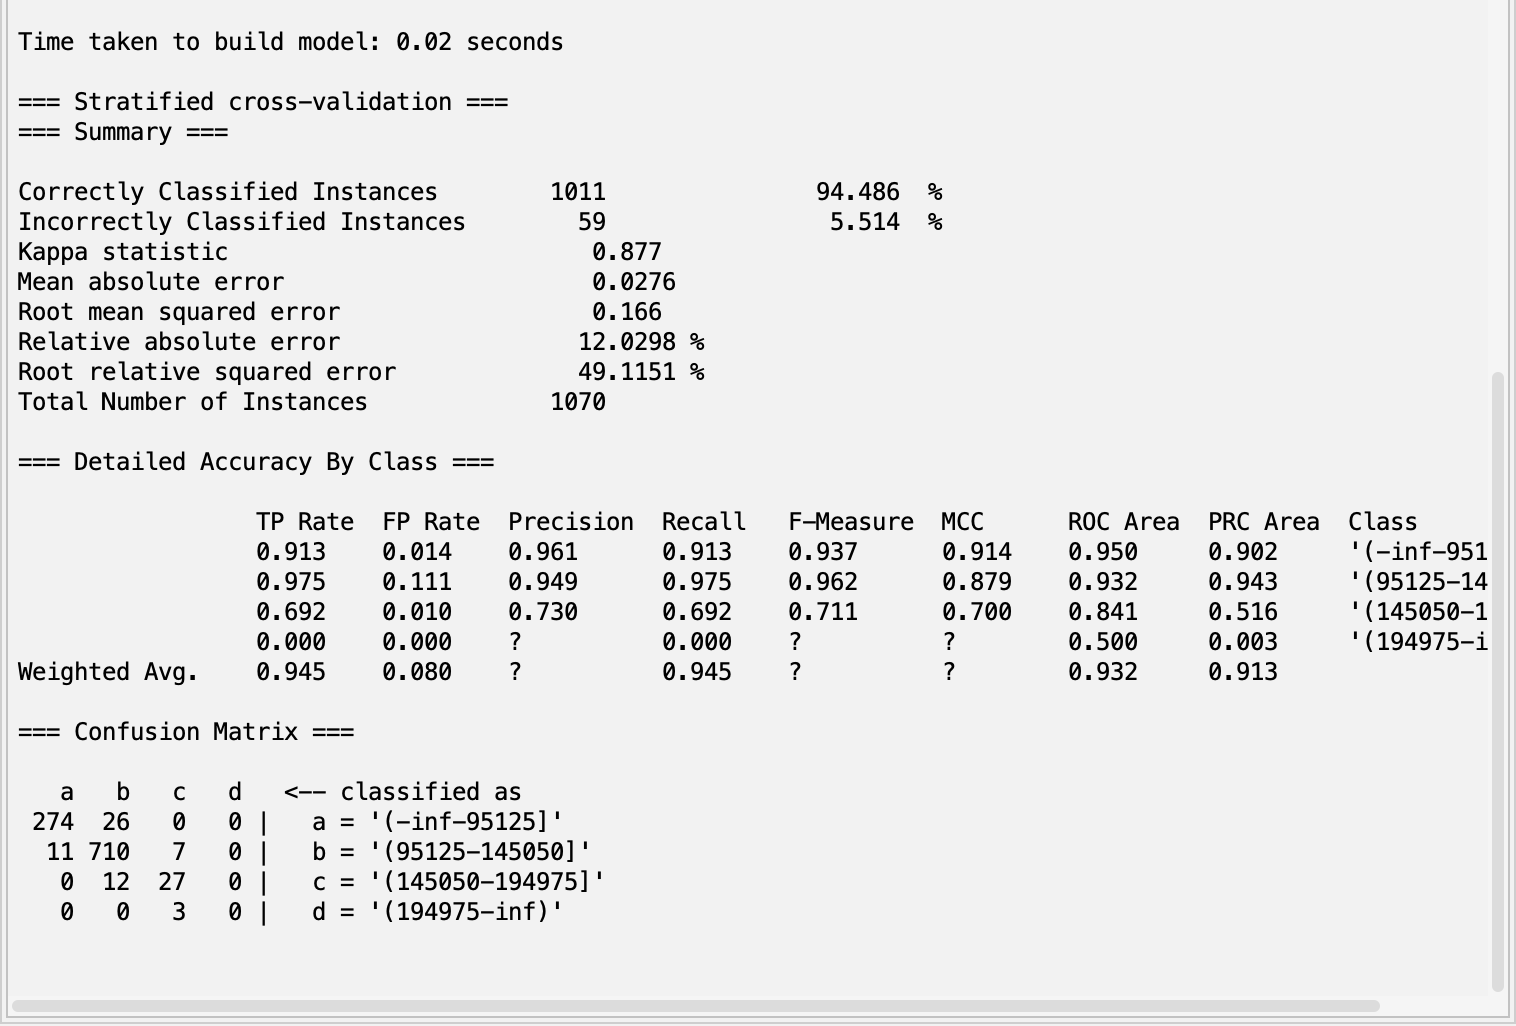 Time taken to build model: 0.02 seconds
=== Stratified cross-validation ===
=== Summary ===
Correctly Classified Instances        1011               94.486  %
Incorrectly Classified Instances        59                5.514  %
Kappa statistic                          0.877
Mean absolute error                      0.0276
Root mean squared error                  0.166
Relative absolute error                 12.0298 %
Root relative squared error             49.1151 %
Total Number of Instances             1070
=== Detailed Accuracy By Class ===
                 TP Rate  FP Rate  Precision  Recall   F-Measure  MCC      ROC Area  PRC Area  Class
                 0.913    0.014    0.961      0.913    0.937      0.914    0.950     0.902     '(-inf-951
                 0.975    0.111    0.949      0.975    0.962      0.879    0.932     0.943     '(95125-14
                 0.692    0.010    0.730      0.692    0.711      0.700    0.841     0.516     '(145050-1
                 0.000    0.000    ?          0.000    ?          ?        0.500     0.003     '(194975-i
Weighted Avg.    0.945    0.080    ?          0.945    ?          ?        0.932     0.913
=== Confusion Matrix ===
   a   b   c   d   <-- classified as
 274  26   0   0 |   a = '(-inf-95125]'
  11 710   7   0 |   b = '(95125-145050]'
   0  12  27   0 |   c = '(145050-194975]'
   0   0   3   0 |   d = '(194975-inf)'